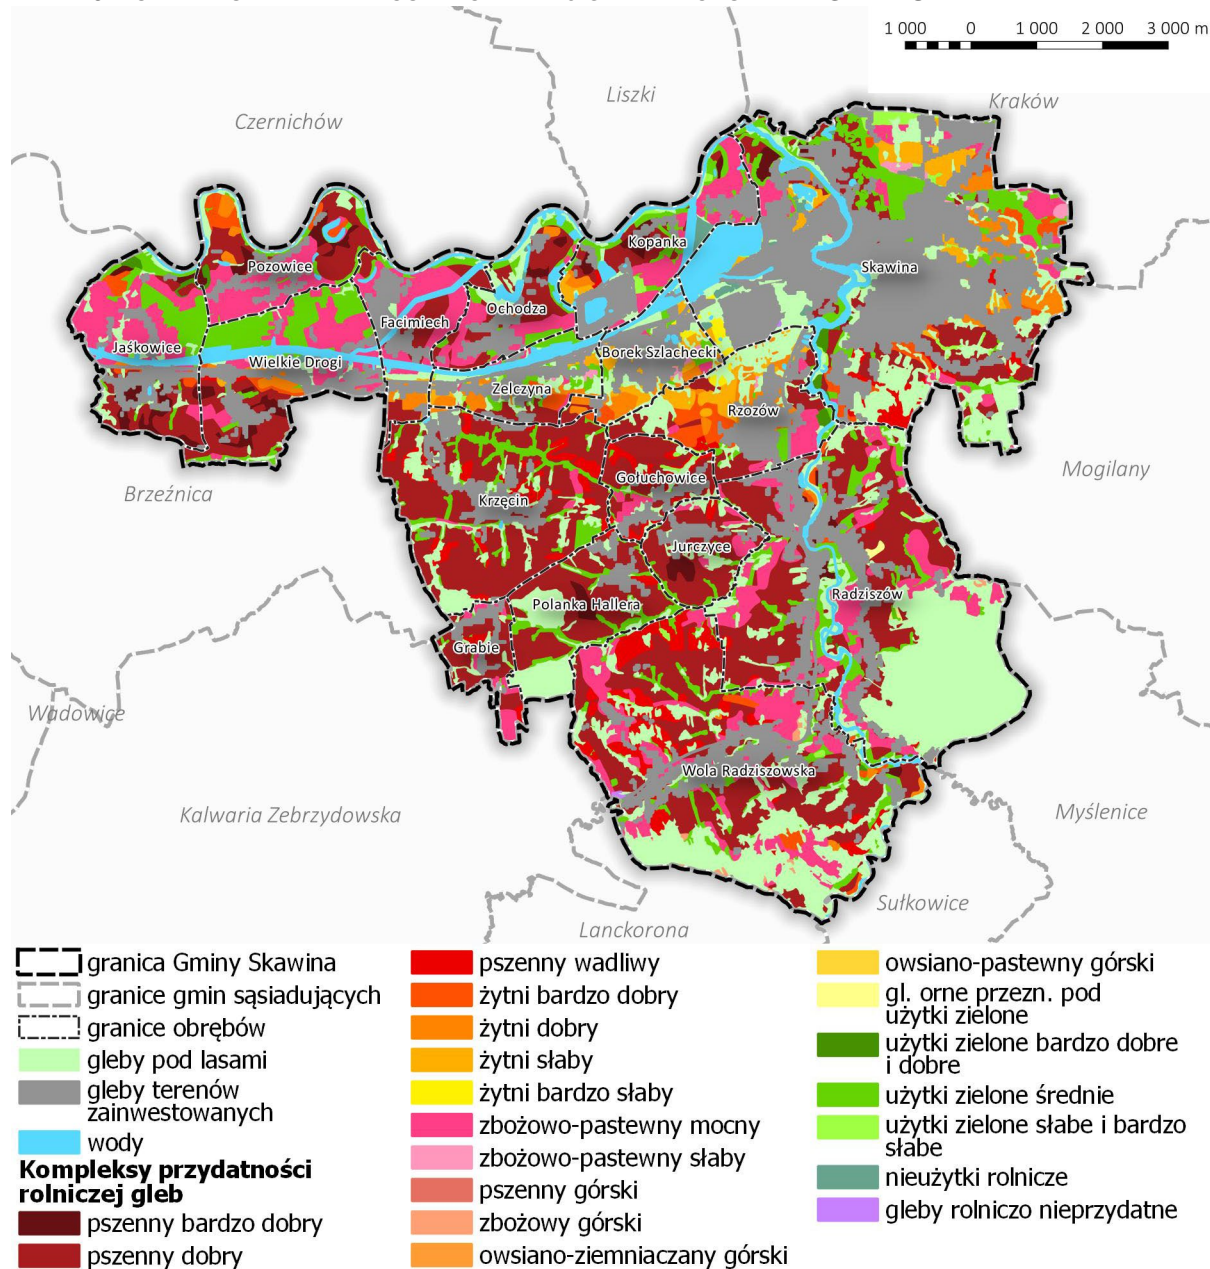 1 000 0 1 000 2 000 3 000 m
Liszki
Kraków
Czernichów
Kopanka
Pozowice
Skawina
Ochodza
Facimiech
Jaśkowice
Borek Szlachecki
Wielkie Drogi
Zelczyna
Rzozów
Mogilany
Gołuchowice
Brzeźnica
Krzęcin
Jurczyce
Radziszów
Polanka Hallera
Grabie
Wadowice
Wola Radziszowska
Kalwaria Zebrzydowska
Myślenice
Sułkowice
Lanckorona
granica Gminy Skawina
granice gmin sąsiadujących
granice obrębów
gleby pod lasami
gleby terenów
zainwestowanych
wody
Kompleksy przydatności
rolniczej gleb
pszenny bardzo dobry
pszenny dobry
pszenny wadliwy
żytni bardzo dobry
żytni dobry
żytni słaby
żytni bardzo słaby
zbożowo-pastewny mocny
zbożowo-pastewny słaby
pszenny górski
zbożowy górski
owsiano-ziemniaczany górski
owsiano-pastewny górski
gl. orne przezn. pod
użytki zielone
użytki zielone bardzo dobre
i dobre
użytki zielone średnie
użytki zielone słabe i bardzo
słabe
nieużytki rolnicze
gleby rolniczo nieprzydatne